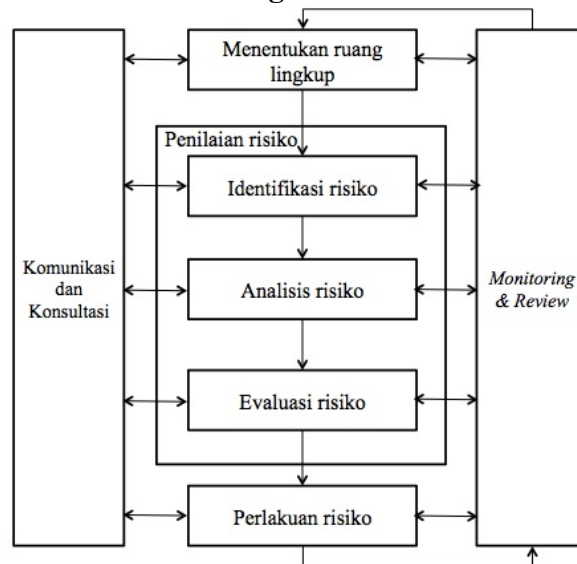 Menentukan ruang
lingkup
Penilaian risiko
Identifikasi risiko
Komunikasi
dan
Konsultasi
Analisis risiko
Monitoring
& Review
Evaluasi risiko
Perlakuan risiko